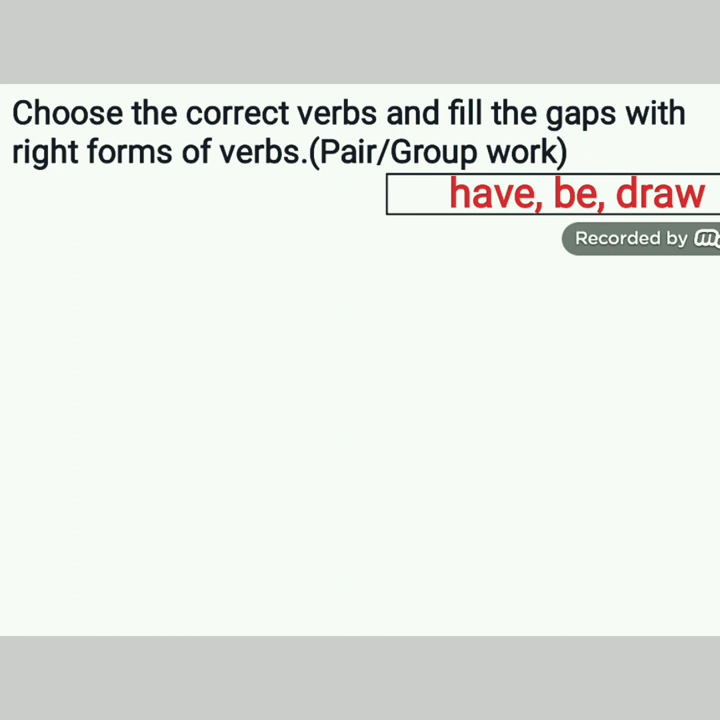 Choose the correct verbs and fill the gaps with
right forms of verbs.(Pair/Group work)
have, be, draw
Recorded by